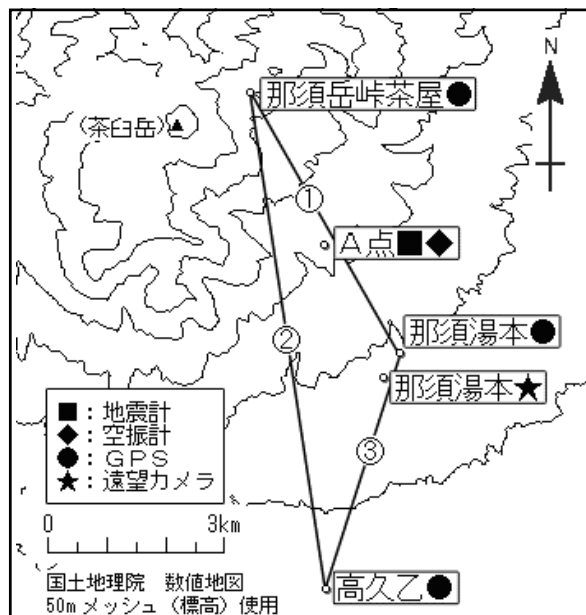 那須岳峠茶屋●
N
(茶臼岳)▲
①
A点■◆
②
那須湯本●
那須湯本★
③
■：地震計
◆：空振計
●：GPS
★：遠望カメラ
0 3km
国土地理院 数値地図
50mメッシュ（標高）使用
高久乙●